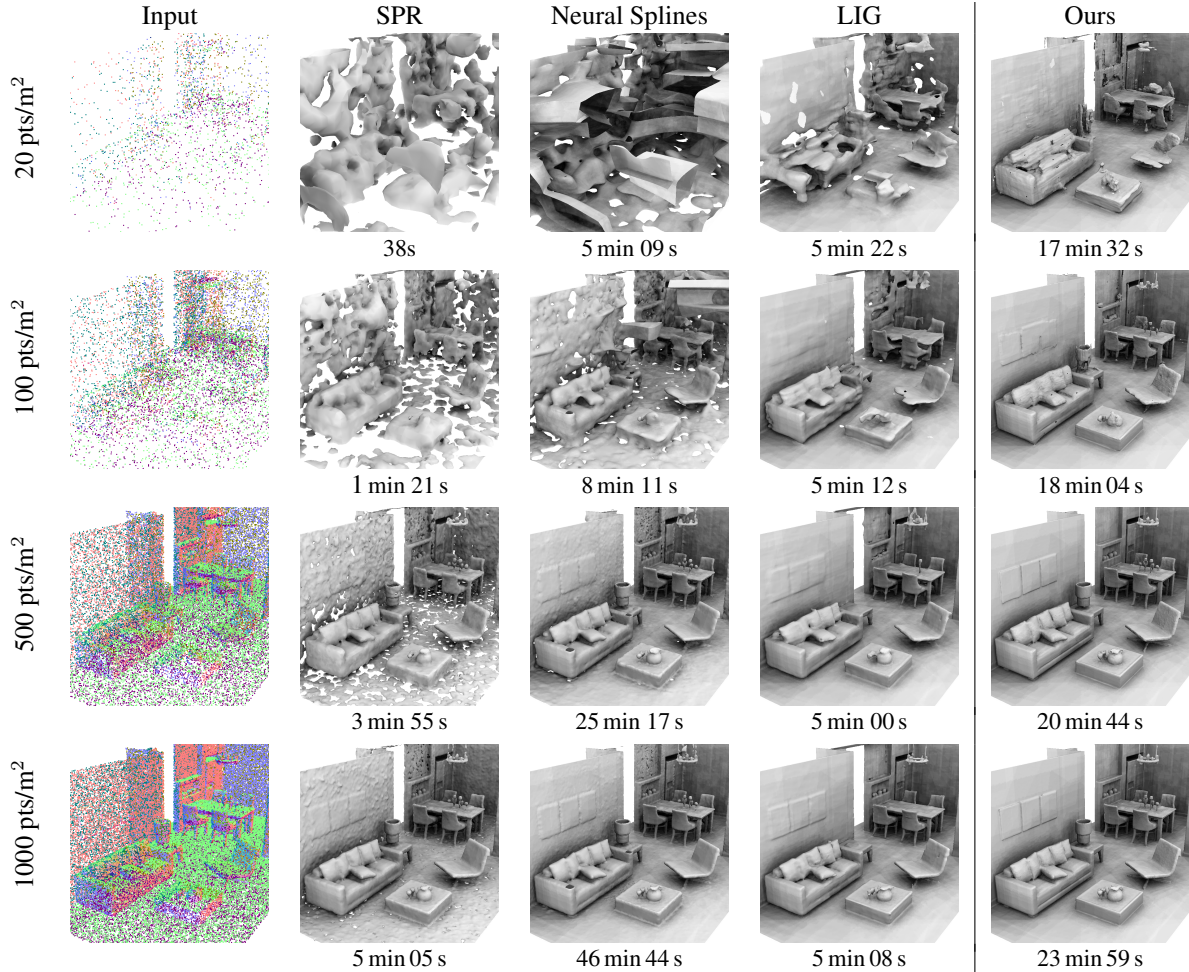 Input SPR Neural Splines LIG Ours
20 pts/m²
38s 5 min 09 s 5 min 22 s 17 min 32 s
100 pts/m²
1 min 21 s 8 min 11 s 5 min 12 s 18 min 04 s
500 pts/m²
3 min 55 s 25 min 17 s 5 min 00 s 20 min 44 s
1000 pts/m²
5 min 05 s 46 min 44 s 5 min 08 s 23 min 59 s